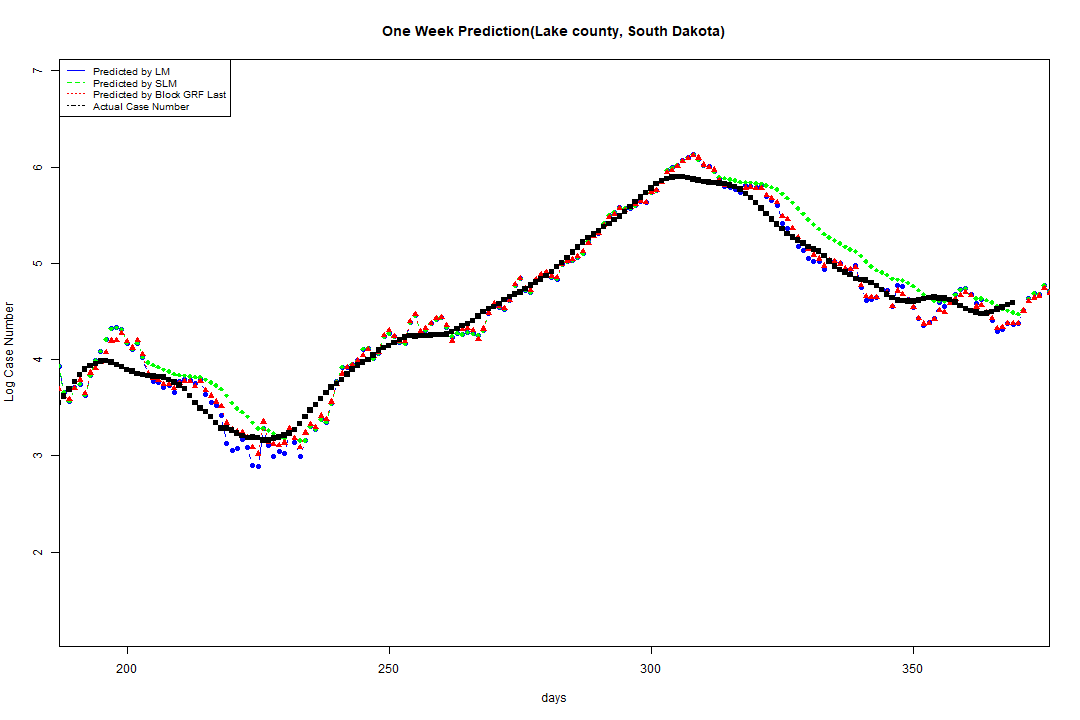 One Week Prediction(Lake county, South Dakota)
Predicted by LM
Predicted by SLM
Predicted by Block GRF Last
Actual Case Number
7
6
5
4
3
2
Log Case Number
200
250
300
350
days